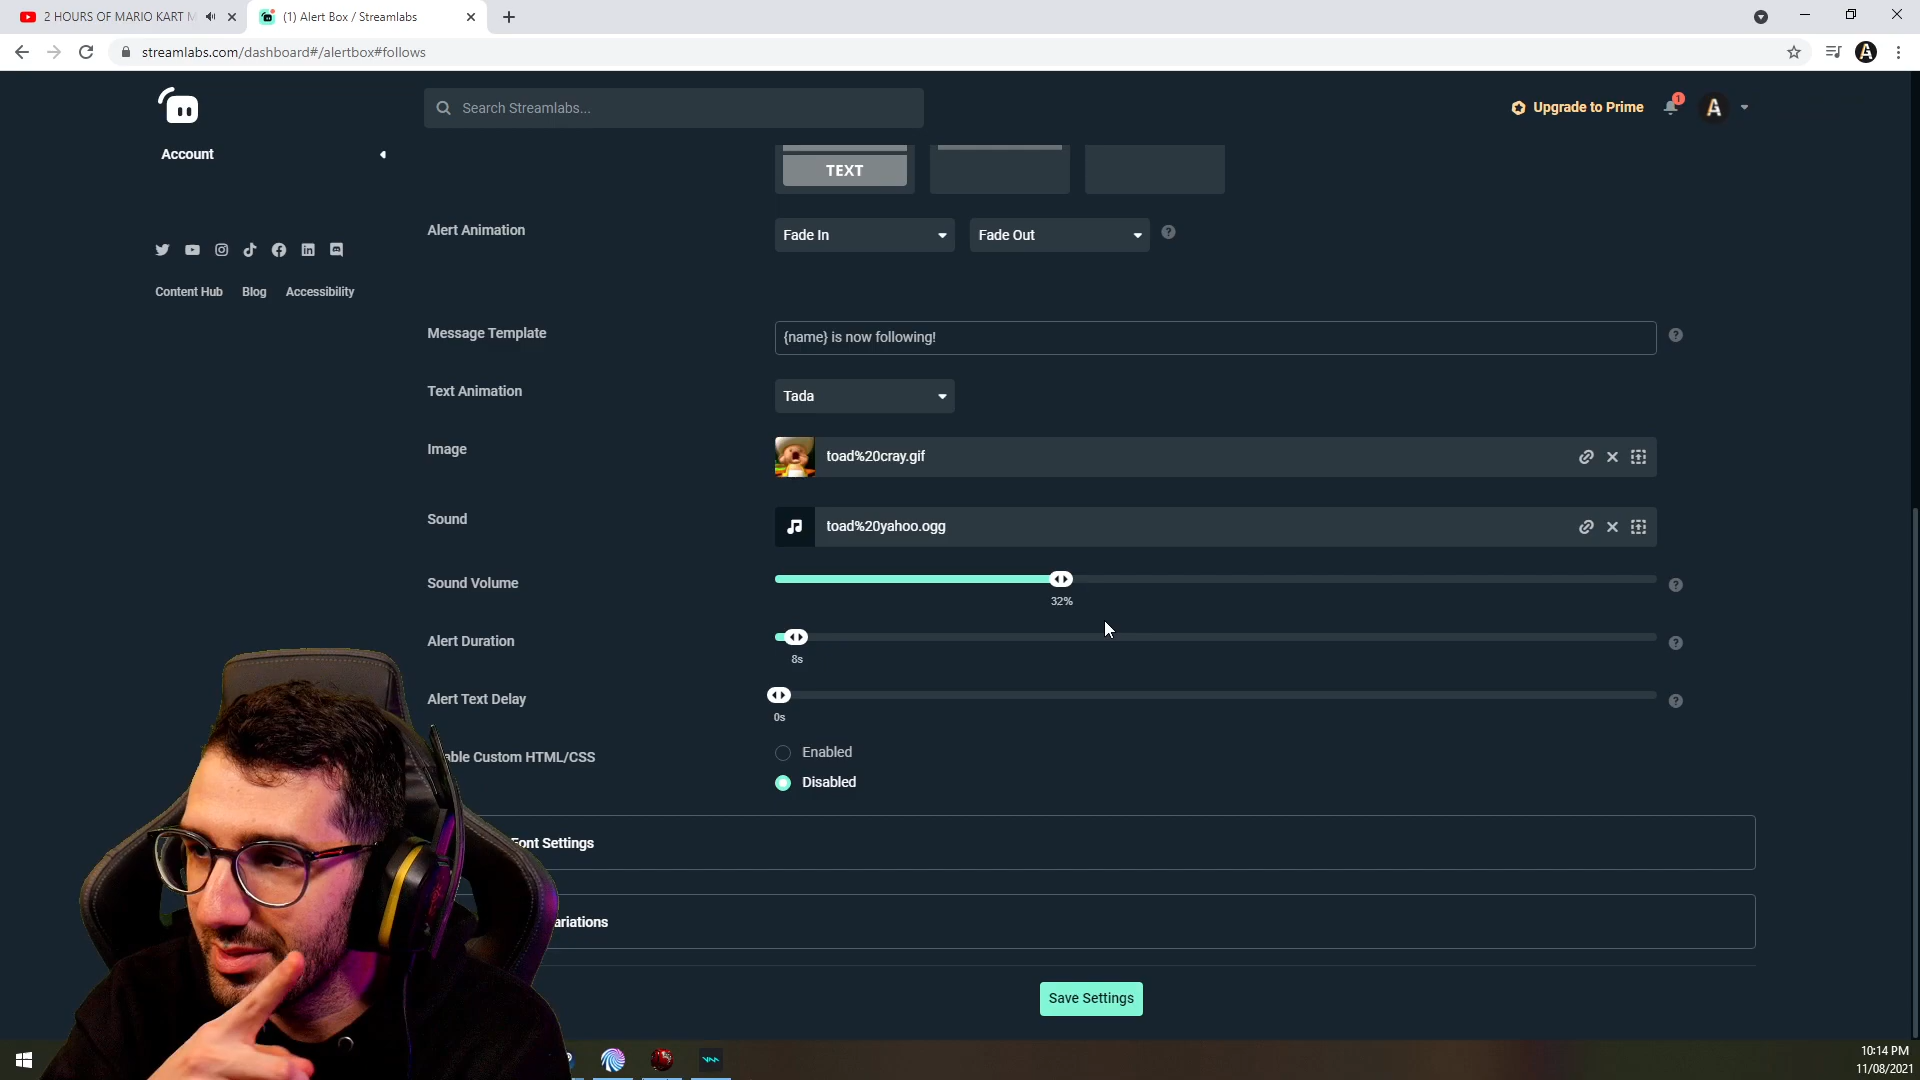 2 HOURS OF MARIO KART
(1) Alert Box / Streamlabs
streamlabs.com/dashboard#/alertbox#follows
Search Streamlabs...
Upgrade to Prime
1
Account
TEXT
Alert Animation
Fade In
Fade Out
Content Hub
Blog
Accessibility
Message Template
{name} is now following!
Text Animation
Tada
Image
toad%20cray.gif
Sound
toad%20yahoo.ogg
Sound Volume
32%
Alert Duration
8s
Alert Text Delay
0s
able Custom HTML/CSS
Enabled
Disabled
Font Settings
ariations
Save Settings
10:14 PM
11/08/2021